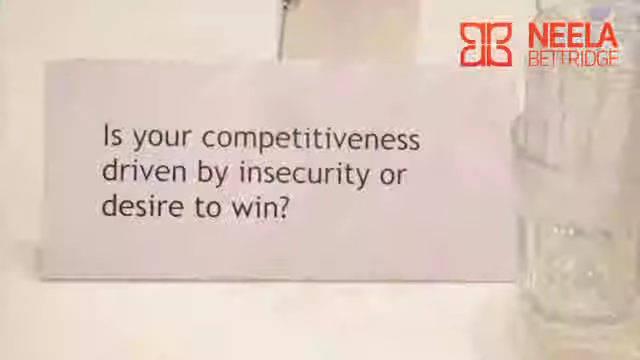 NEELA
BETTRIDGE
Is your competitiveness
driven by insecurity or
desire to win?